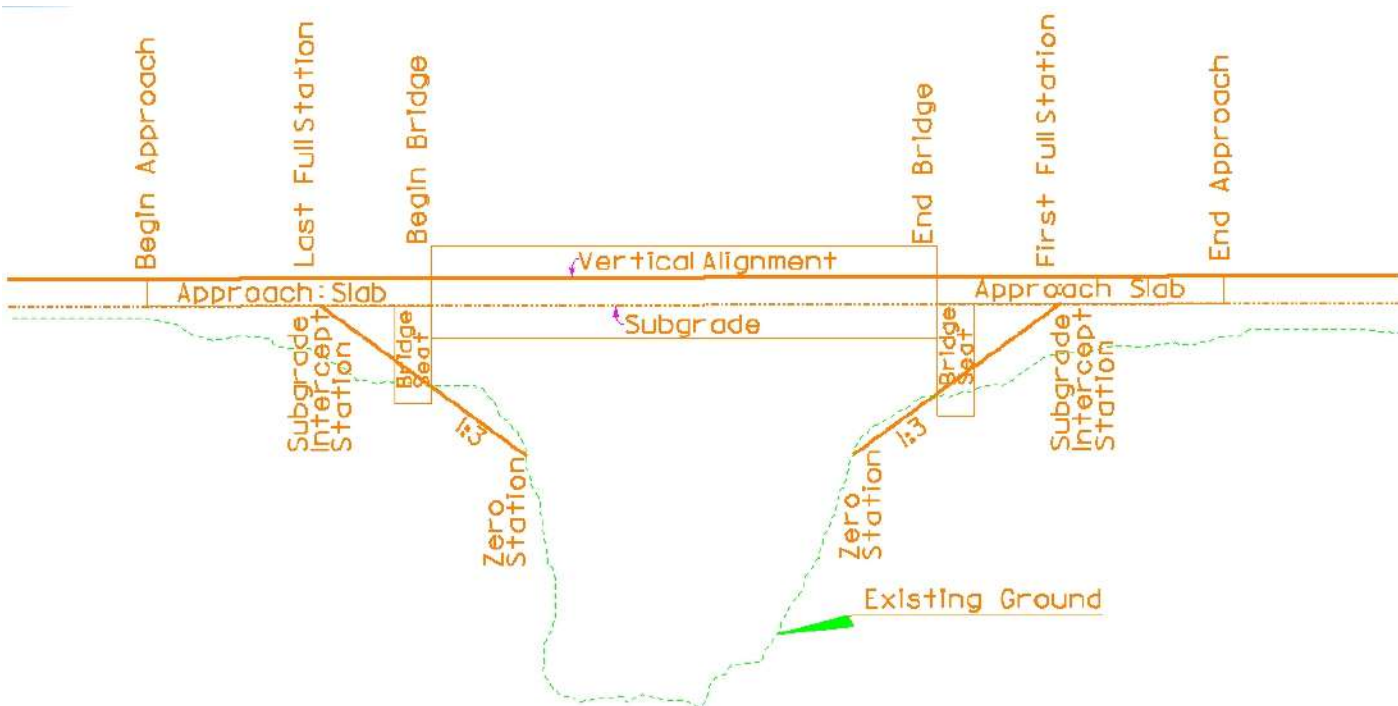 Begin Approach
Last Full Station
Begin Bridge
End Bridge
First Full Station
End Approach
Vertical Alignment
Approach Slab
Approach Slab
Subgrade
Subgrade
Intercept
Station
Bridge
Seat
1:3
Zero
Station
Bridge
Seat
1:3
Zero
Station
Subgrade
Intercept
Station
Existing Ground